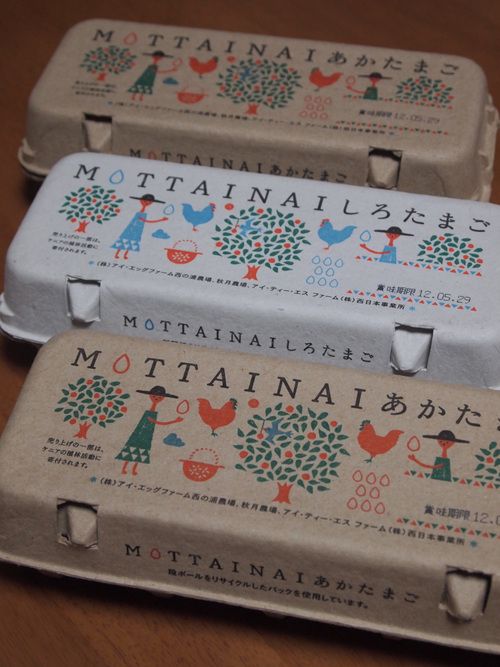 MOTTAINAIあかたまご
賞味期限 12.05.29
MOTTAINAIあかたまご
MOTTAINAIしろたまご
売り上げの一部は、
ケニアの植林活動に
寄付されます。
賞味期限 12.05.29
*(株)アイ・エッグファーム西の浦農場、秋月農場、アイ・ティー・エス ファーム(株)西日本事業所*
MOTTAINAIしろたまご
MOTTAINAIあかた
売り上げの一部は、
ケニアの植林活動に
寄付されます。
賞味期限 12.0
*(株)アイ・エッグファーム西の浦農場、秋月農場、アイ・ティー・エス ファーム(株)西日本事業所*
MOTTAINAIあかたまご
段ボールをリサイクルしたパックを使用しています。